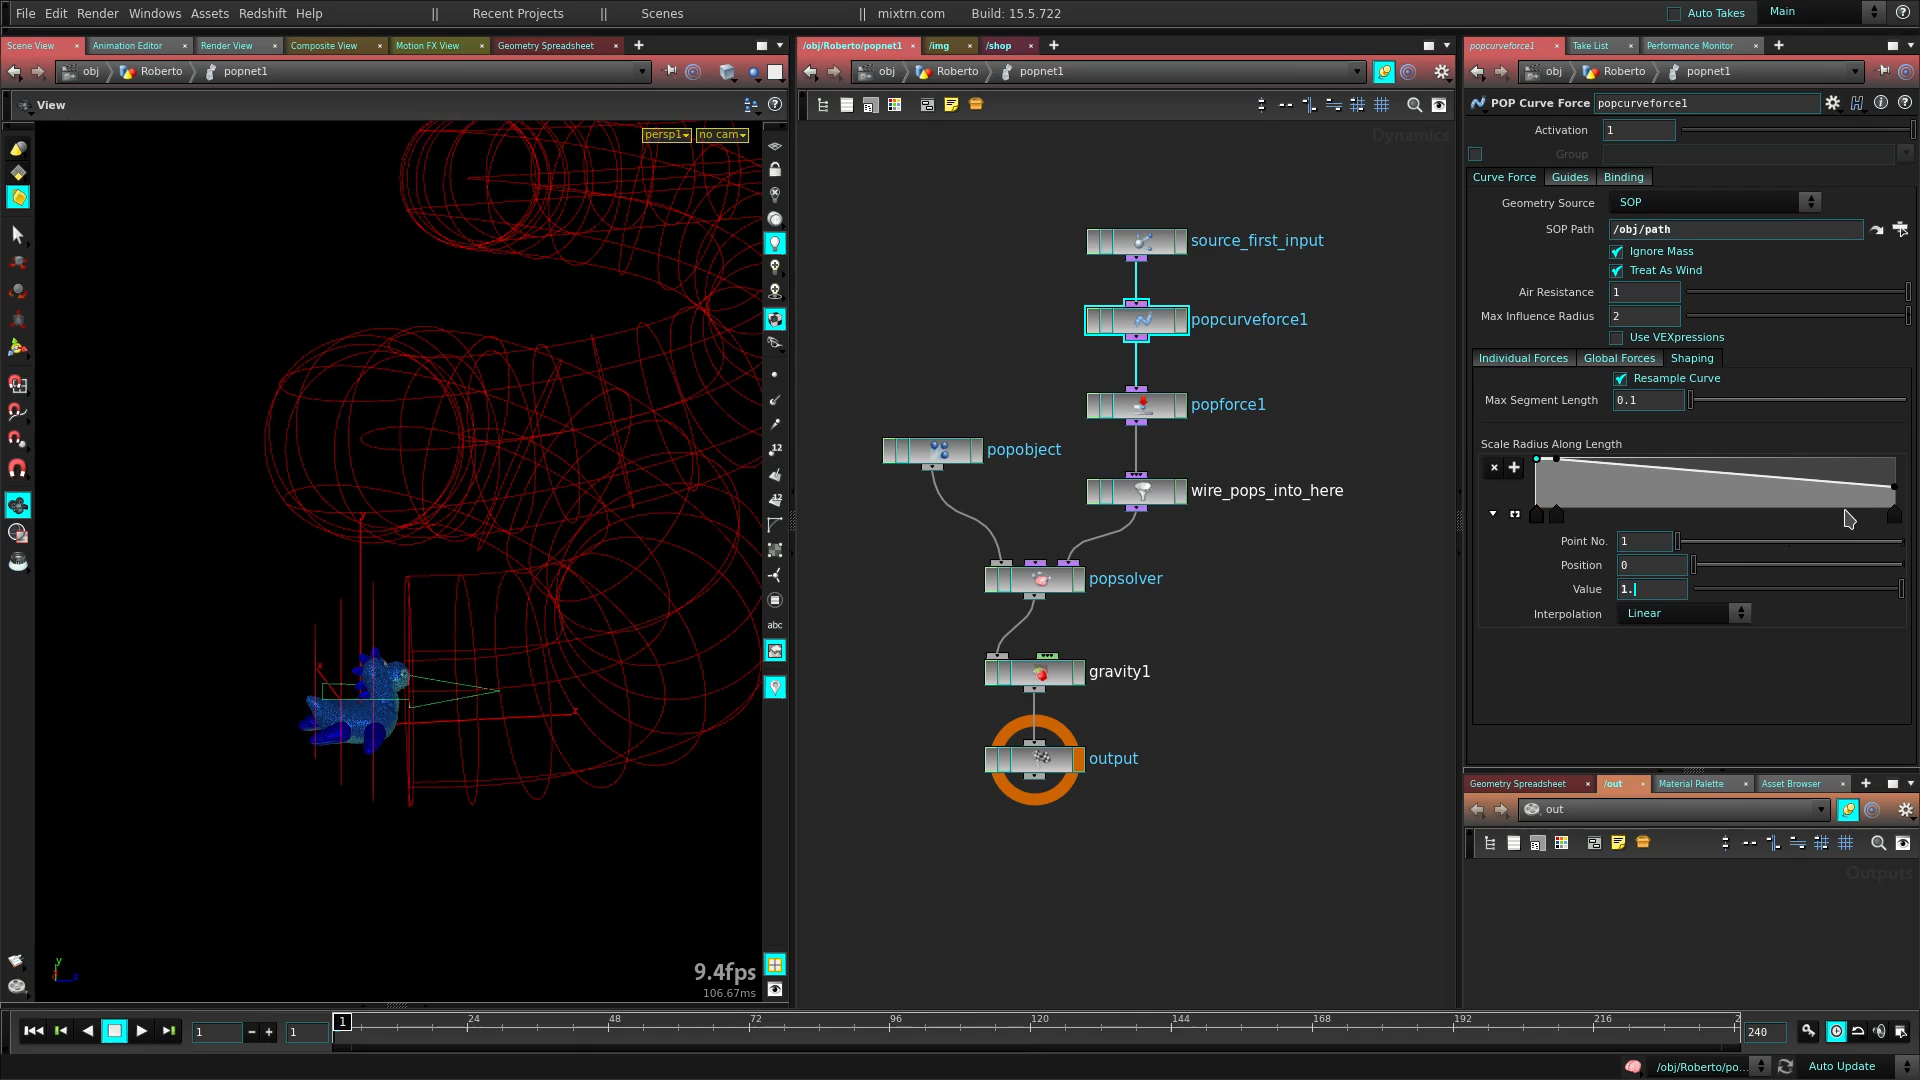 File Edit Render Windows Assets Redshift Help || Recent Projects || Scenes || mixtrn.com Build: 15.5.722 Auto Takes Main
Scene View Animation Editor Render View Composite View Motion FX View Geometry Spreadsheet
obj Roberto popnet1
View
persp1 no cam
12
12
abc
9.4fps
106.67ms
y
z
x
y
z
/obj/Roberto/popnet1 /img /shop
obj Roberto popnet1
Dynamics
source_first_input
popcurveforce1
popforce1
popobject
wire_pops_into_here
popsolver
gravity1
output
popcurveforce1 Take List Performance Monitor
obj Roberto popnet1
POP Curve Force popcurveforce1
Activation 1
Group
Curve Force Guides Binding
Geometry Source SOP
SOP Path /obj/path
Ignore Mass
Treat As Wind
Air Resistance 1
Max Influence Radius 2
Use VEXpressions
Individual Forces Global Forces Shaping
Resample Curve
Max Segment Length 0.1
Scale Radius Along Length
Point No. 1
Position 0
Value 1.
Interpolation Linear
Geometry Spreadsheet /out Material Palette Asset Browser
out
Outputs
1 1 1 24 48 72 96 120 144 168 192 216 2 240
/obj/Roberto/po... Auto Update